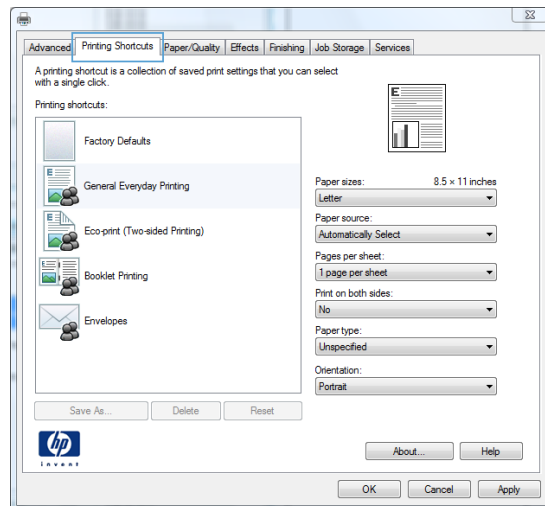 Advanced Printing Shortcuts Paper/Quality Effects Finishing Job Storage Services
A printing shortcut is a collection of saved print settings that you can select
with a single click.
Printing shortcuts:
Factory Defaults
General Everyday Printing
Eco-print (Two-sided Printing)
Booklet Printing
Envelopes
Save As... Delete Reset
E
Paper sizes: 8.5 × 11 inches
Letter
Paper source:
Automatically Select
Pages per sheet:
1 page per sheet
Print on both sides:
No
Paper type:
Unspecified
Orientation:
Portrait
hp
invent
About... Help
OK Cancel Apply